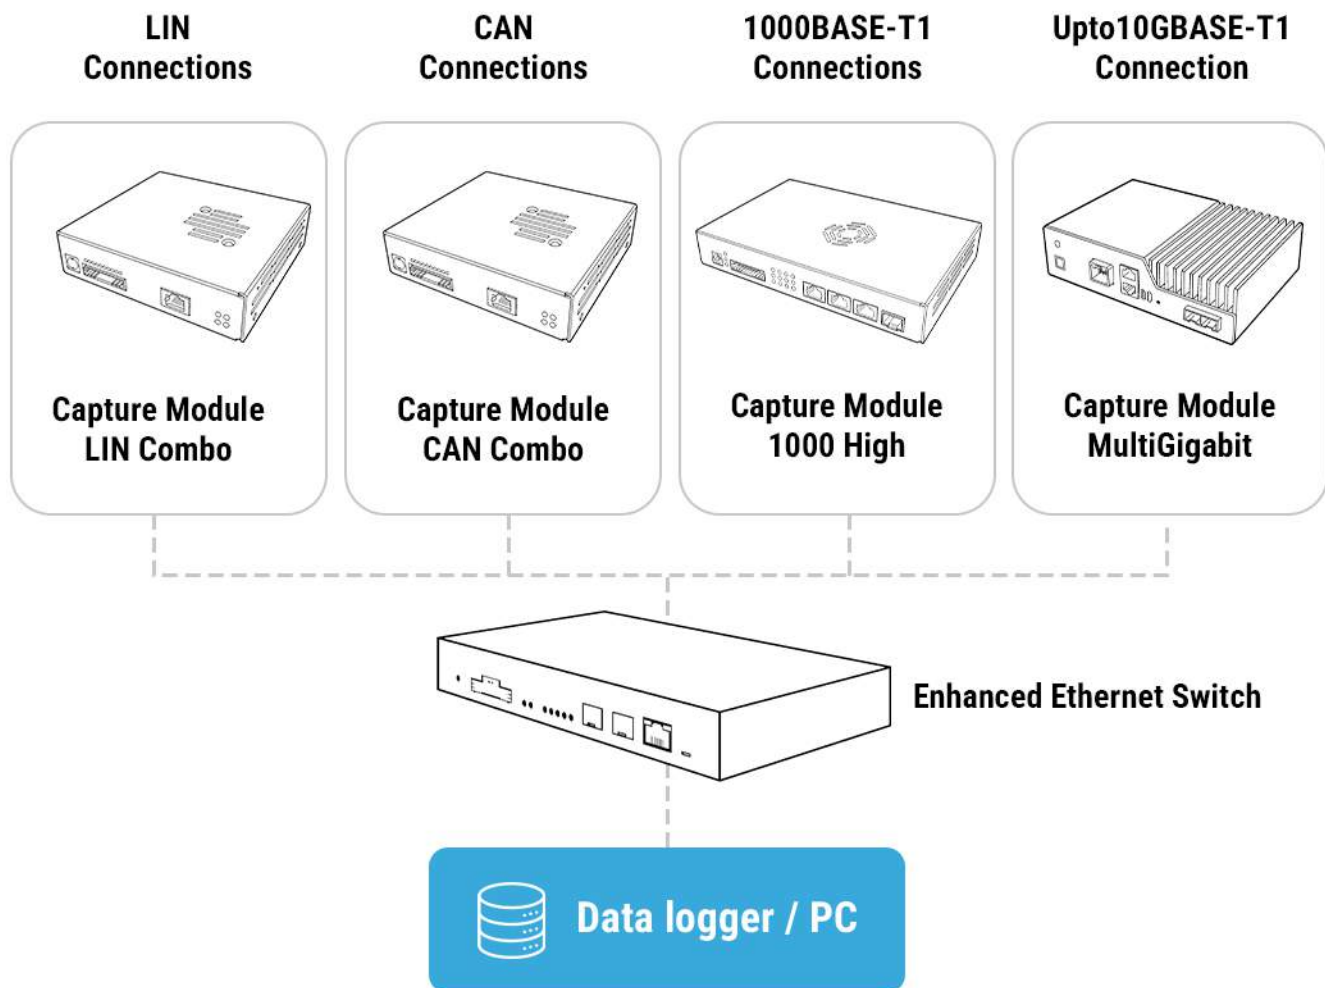 LIN
Connections
CAN
Connections
1000BASE-T1
Connections
Upto10GBASE-T1
Connection
Capture Module
LIN Combo
Capture Module
CAN Combo
Capture Module
1000 High
Capture Module
MultiGigabit
Enhanced Ethernet Switch
Data logger / PC